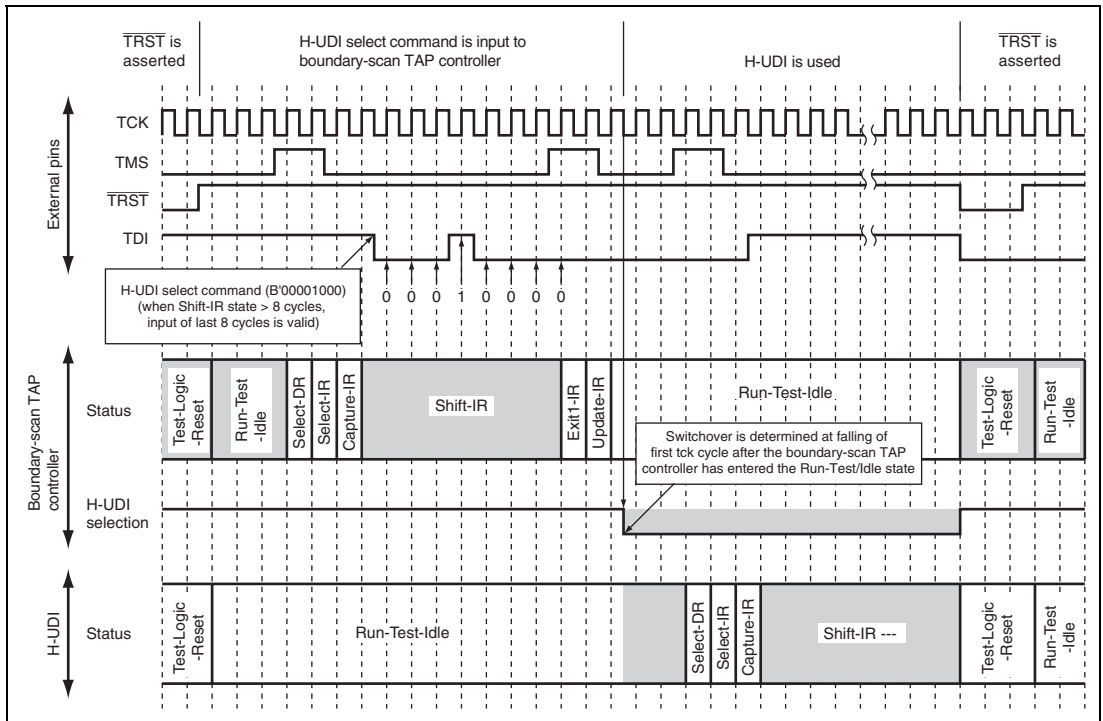 TRST is
asserted
H-UDI select command is input to
boundary-scan TAP controller
H-UDI is used
TRST is
asserted
External pins
TCK
TMS
TRST
TDI
H-UDI select command (B'00001000)
(when Shift-IR state > 8 cycles,
input of last 8 cycles is valid)
0 0 0 1 0 0 0 0
Boundary-scan TAP
controller
Status
Test-Logic
-Reset
Run-Test
-Idle
Select-DR
Select-IR
Capture-IR
Shift-IR
Exit1-IR
Update-IR
Run-Test-Idle
Test-Logic
-Reset
Run-Test
-Idle
Switchover is determined at falling of
first tck cycle after the boundary-scan TAP
controller has entered the Run-Test/Idle state
H-UDI
selection
H-UDI
Status
Test-Logic
-Reset
Run-Test-Idle
Select-DR
Select-IR
Capture-IR
Shift-IR ---
Test-Logic
-Reset
Run-Test
-Idle